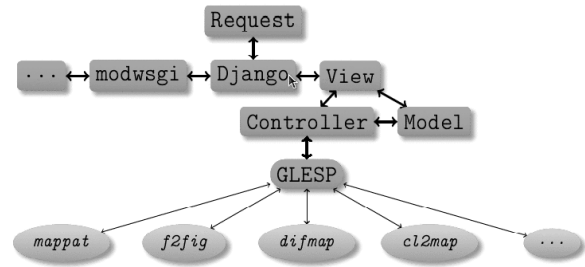 Request
... modwsgi Django View
Controller Model
GLESP
mappat f2fig difmap cl2map ...